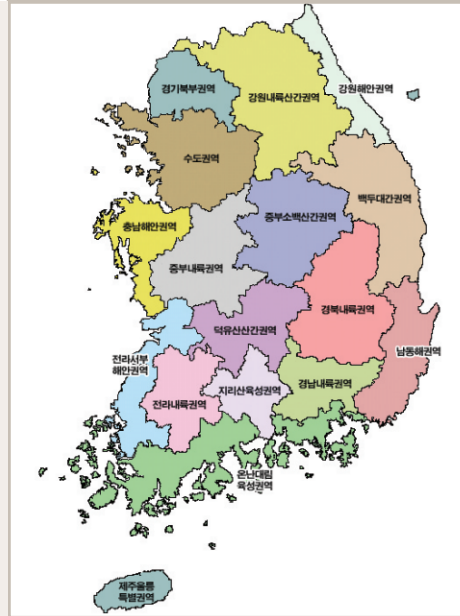 경기북부권역
강원내륙산간권역
강원해안권역
수도권역
백두대간권역
중부소백산간권역
충남해안권역
중부내륙권역
경북내륙권역
덕유산산간권역
남동해권역
전라서부
해안권역
전라내륙권역
지리산육성권역
경남내륙권역
온난대림
육성권역
제주울릉
특별권역